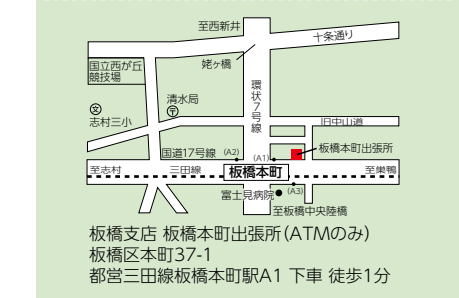 至西新井
十条通り
姥ヶ橋
国立西が丘
競技場
環状7号線
清水局
〒
文
志村三小
旧中山道
国道17号線
(A2)
(A1)
板橋本町出張所
至志村
三田線
板橋本町
至巣鴨
富士見病院
(A3)
至板橋中央陸橋
板橋支店 板橋本町出張所(ATMのみ)
板橋区本町37-1
都営三田線板橋本町駅A1 下車 徒歩1分